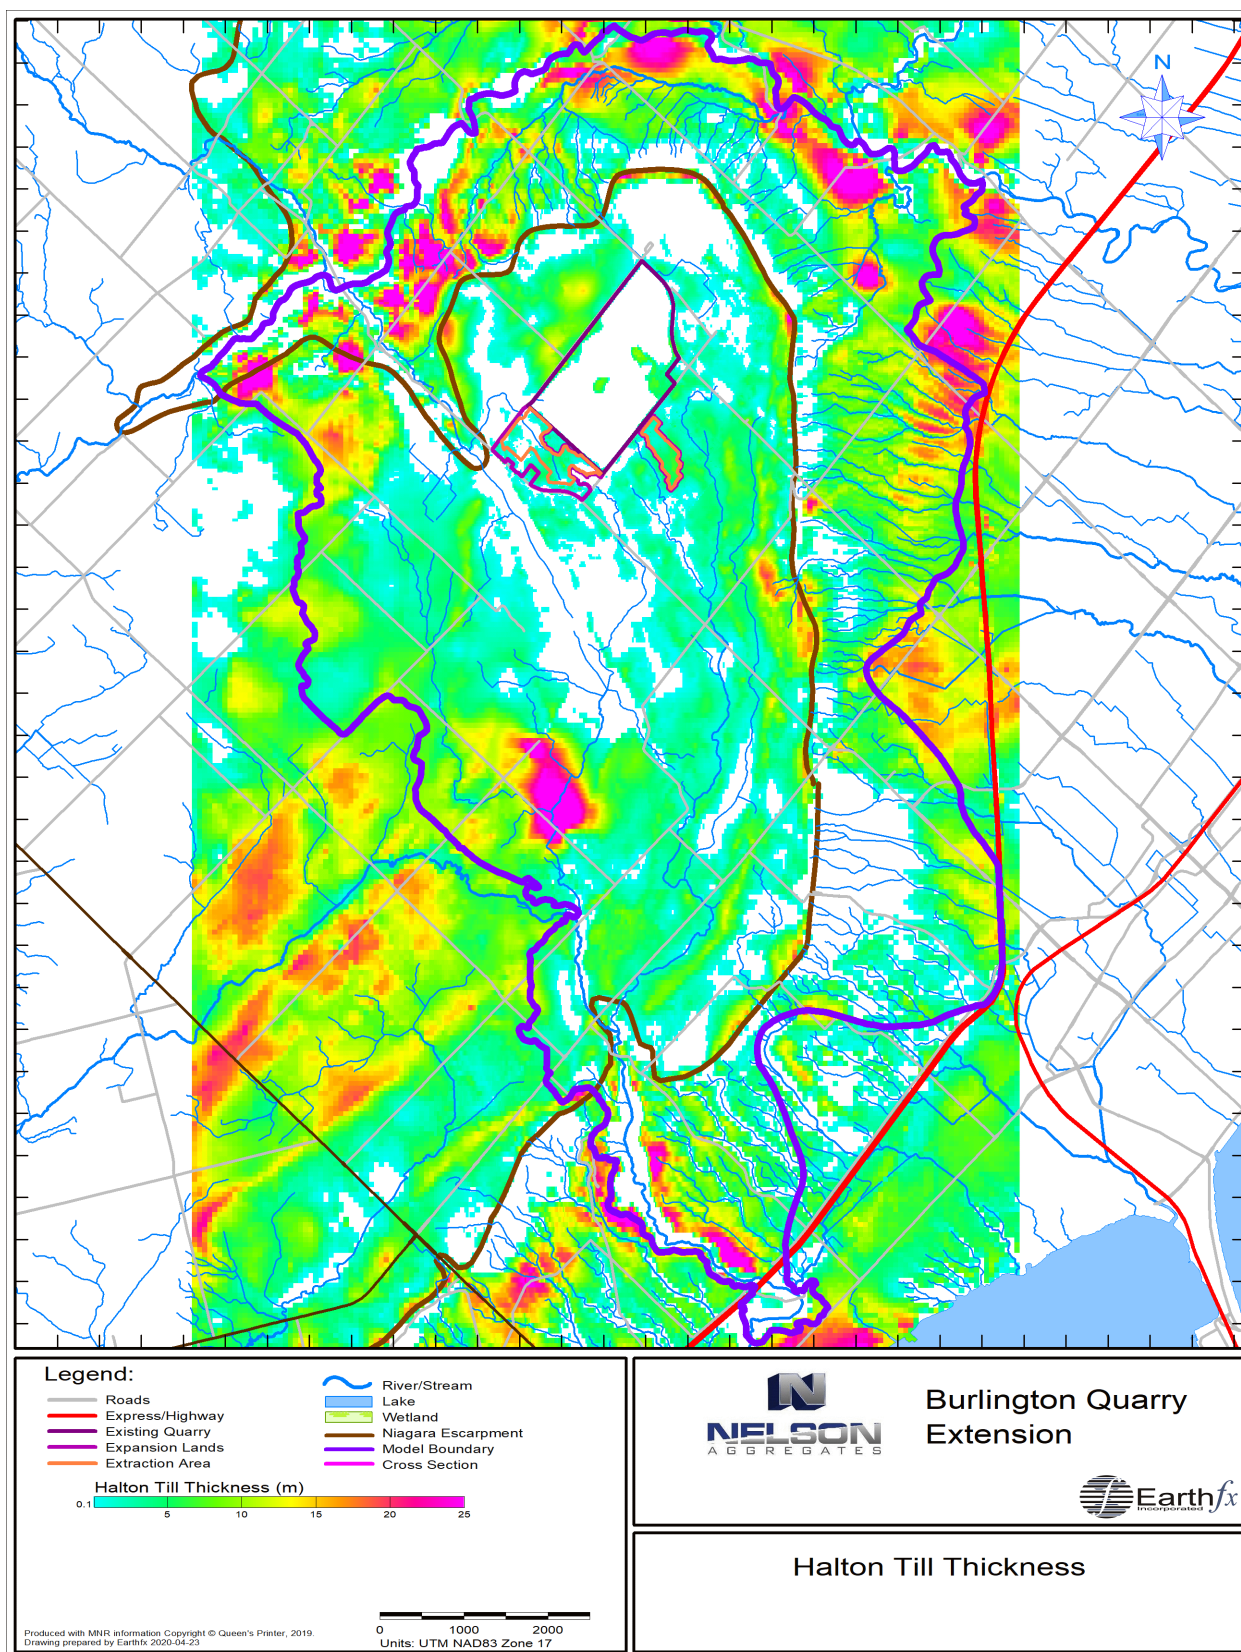 N
Legend:
Roads
Express/Highway
Existing Quarry
Expansion Lands
Extraction Area
River/Stream
Lake
Wetland
Niagara Escarpment
Model Boundary
Cross Section
Halton Till Thickness (m)
0.1
5 10 15 20 25
0 1000 2000
Units: UTM NAD83 Zone 17
Produced with MNR information Copyright © Queen's Printer, 2019.
Drawing prepared by Earthfx 2020-04-23
N
NELSON
AGGREGATES
Burlington Quarry
Extension
Earthfx
Incorporated
Halton Till Thickness